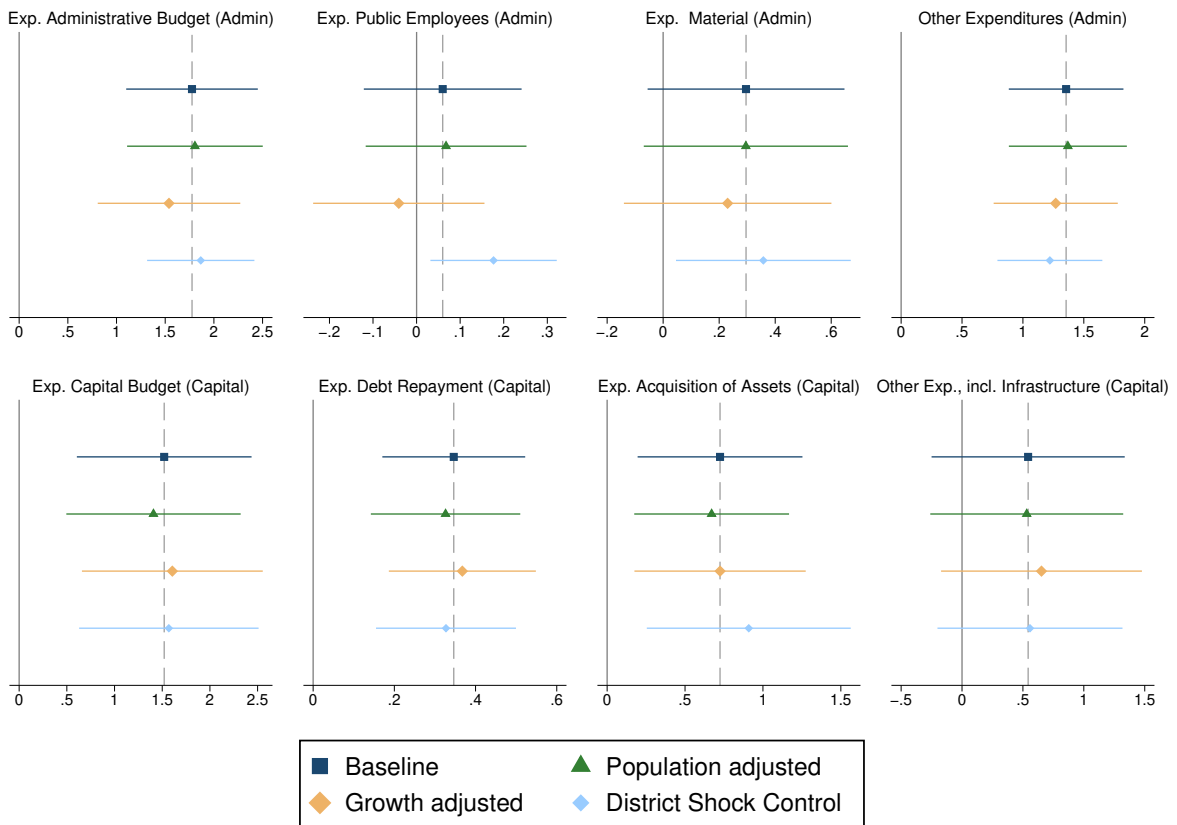 Exp. Administrative Budget (Admin)
0 .5 1 1.5 2 2.5
Exp. Public Employees (Admin)
−.2 −.1 0 .1 .2 .3
Exp.  Material (Admin)
−.2 0 .2 .4 .6
Other Expenditures (Admin)
0 .5 1 1.5 2
Exp. Capital Budget (Capital)
0 .5 1 1.5 2 2.5
Exp. Debt Repayment (Capital)
0 .2 .4 .6
Exp. Acquisition of Assets (Capital)
0 .5 1 1.5
Other Exp., incl. Infrastructure (Capital)
−.5 0 .5 1 1.5
Baseline
Population adjusted
Growth adjusted
District Shock Control